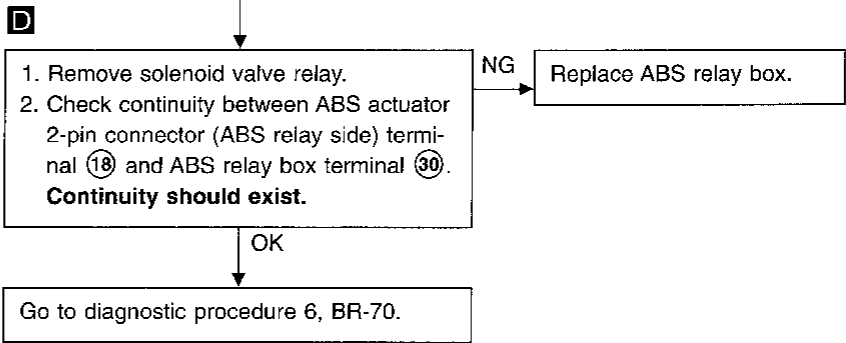 D
1. Remove solenoid valve relay.
2. Check continuity between ABS actuator
2-pin connector (ABS relay side) termi-
nal ⑱ and ABS relay box terminal ㉚.
Continuity should exist.
NG
Replace ABS relay box.
OK
Go to diagnostic procedure 6, BR-70.